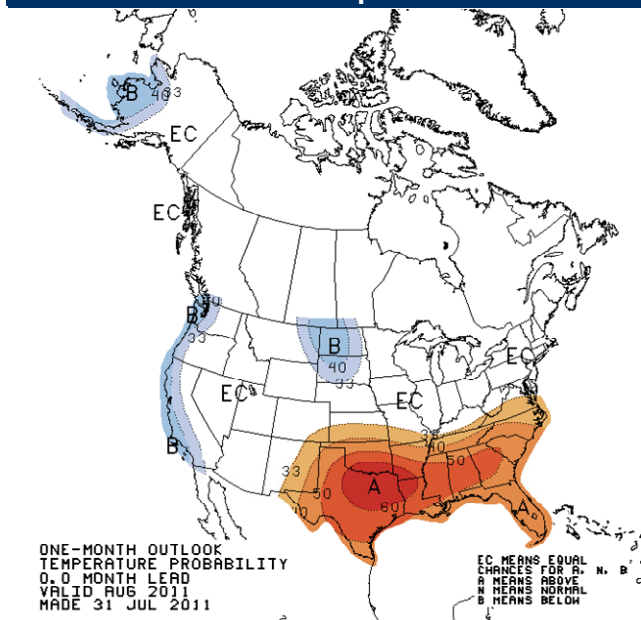 B
40
33
EC
EC
B
40
33
B
40
33
EC
EC
EC
B
33
40
50
33
50
A
60
40
A
ONE-MONTH OUTLOOK
TEMPERATURE PROBABILITY
0.0 MONTH LEAD
VALID AUG 2011
MADE 31 JUL 2011
EC MEANS EQUAL
CHANCES FOR A, N, B
A MEANS ABOVE
N MEANS NORMAL
B MEANS BELOW